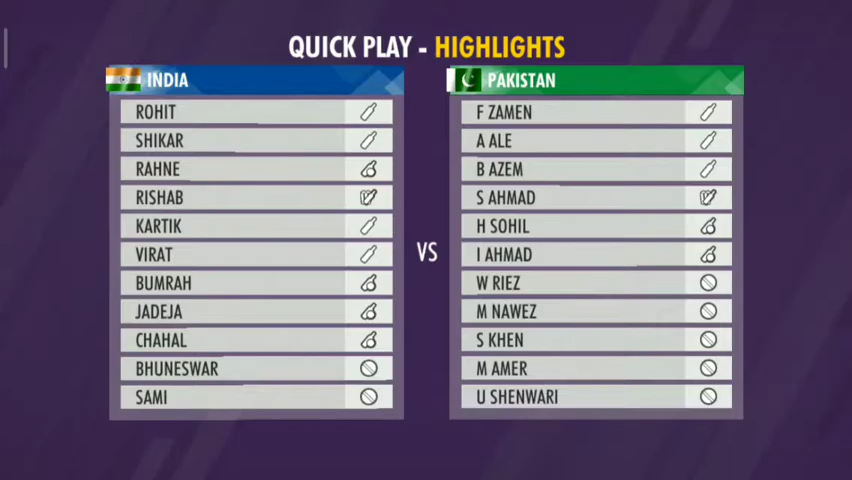 QUICK PLAY - HIGHLIGHTS
INDIA
ROHIT
SHIKAR
RAHNE
RISHAB
KARTIK
VIRAT
BUMRAH
JADEJA
CHAHAL
BHUNESWAR
SAMI
VS
PAKISTAN
F ZAMEN
A ALE
B AZEM
S AHMAD
H SOHIL
I AHMAD
W RIEZ
M NAWEZ
S KHEN
M AMER
U SHENWARI